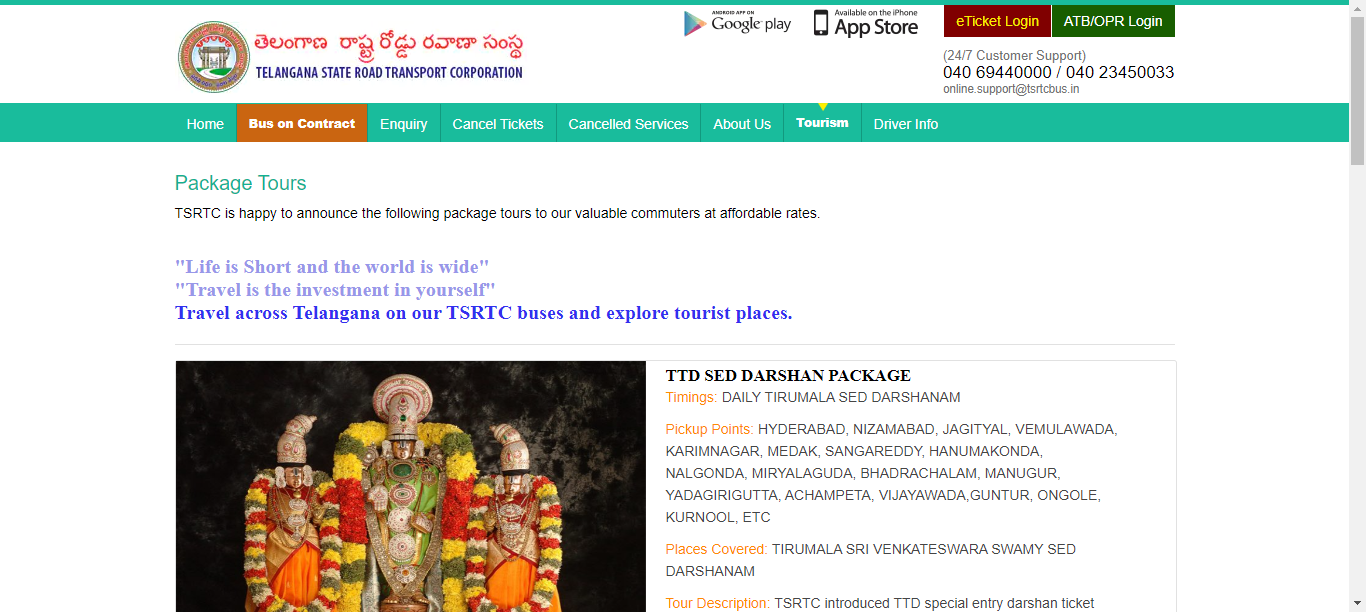 ANDROID APP ON
Google play
Available on the iPhone
App Store
eTicket Login
ATB/OPR Login
తెలంగాణ రాష్ట్ర రోడ్డు రవాణా సంస్థ
TELANGANA STATE ROAD TRANSPORT CORPORATION
(24/7 Customer Support)
040 69440000 / 040 23450033
online.support@tsrtcbus.in
Home
Bus on Contract
Enquiry
Cancel Tickets
Cancelled Services
About Us
Tourism
Driver Info
Package Tours
TSRTC is happy to announce the following package tours to our valuable commuters at affordable rates.
"Life is Short and the world is wide"
"Travel is the investment in yourself"
Travel across Telangana on our TSRTC buses and explore tourist places.
TTD SED DARSHAN PACKAGE
Timings: DAILY TIRUMALA SED DARSHANAM
Pickup Points: HYDERABAD, NIZAMABAD, JAGITYAL, VEMULAWADA,
KARIMNAGAR, MEDAK, SANGAREDDY, HANUMAKONDA,
NALGONDA, MIRYALAGUDA, BHADRACHALAM, MANUGUR,
YADAGIRIGUTTA, ACHAMPETA, VIJAYAWADA,GUNTUR, ONGOLE,
KURNOOL, ETC
Places Covered: TIRUMALA SRI VENKATESWARA SWAMY SED
DARSHANAM
Tour Description: TSRTC introduced TTD special entry darshan ticket